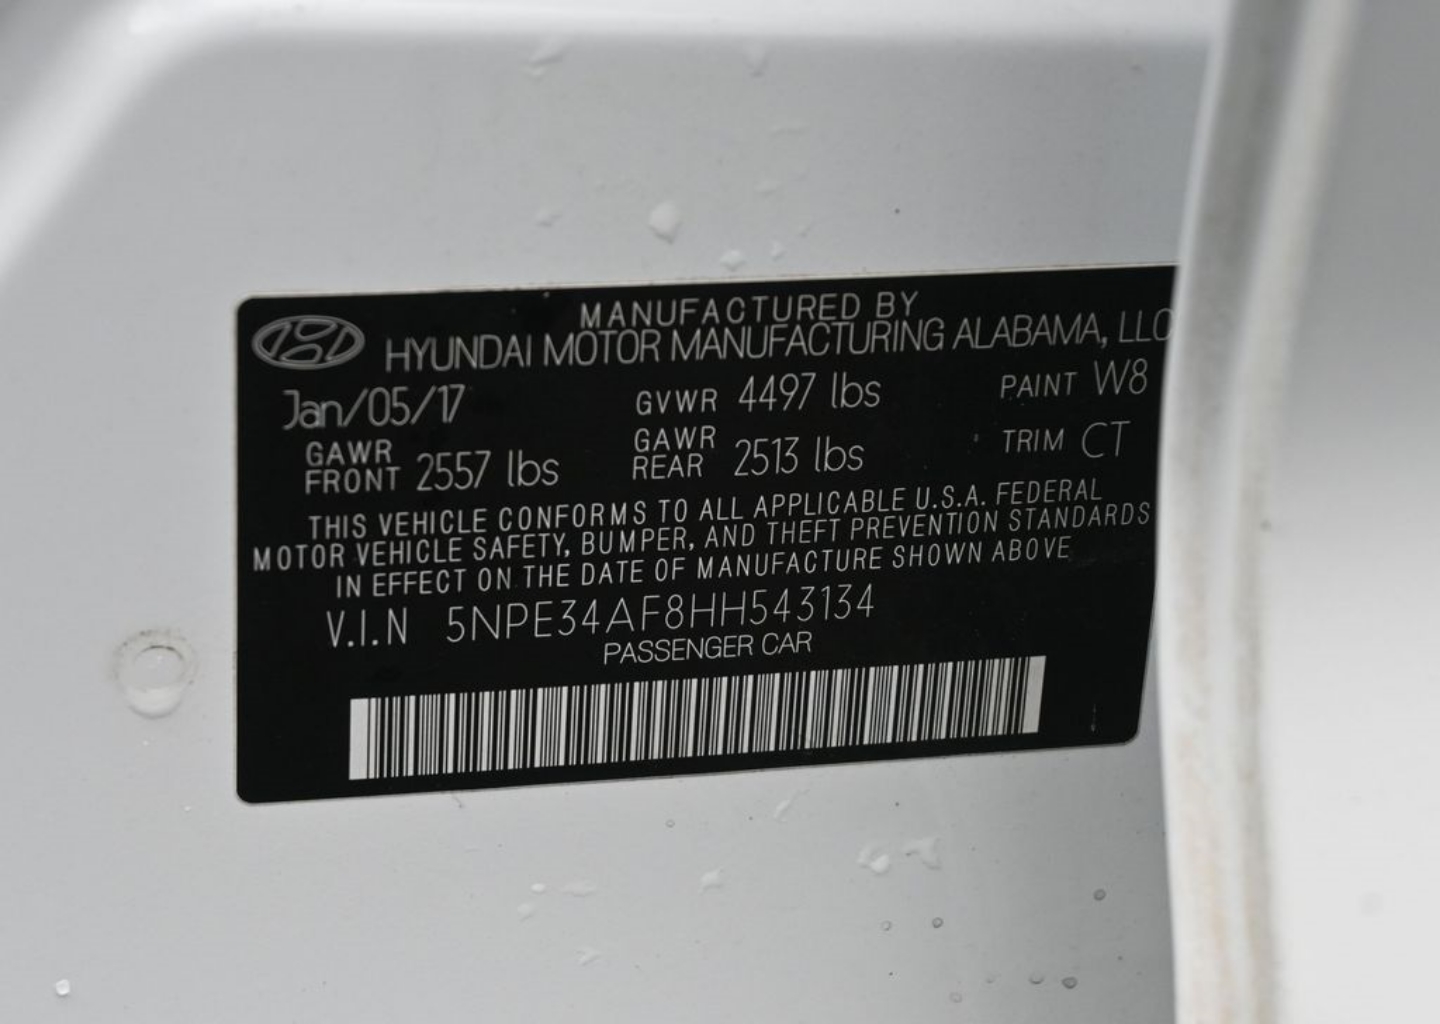 MANUFACTURED BY
HYUNDAI MOTOR MANUFACTURING ALABAMA, LLC
Jan/05/17 GVWR 4497 lbs PAINT W8
GAWR FRONT 2557 lbs GAWR REAR 2513 lbs TRIM CT
THIS VEHICLE CONFORMS TO ALL APPLICABLE U.S.A. FEDERAL
MOTOR VEHICLE SAFETY, BUMPER, AND THEFT PREVENTION STANDARDS
IN EFFECT ON THE DATE OF MANUFACTURE SHOWN ABOVE
V.I.N 5NPE34AF8HH543134
PASSENGER CAR